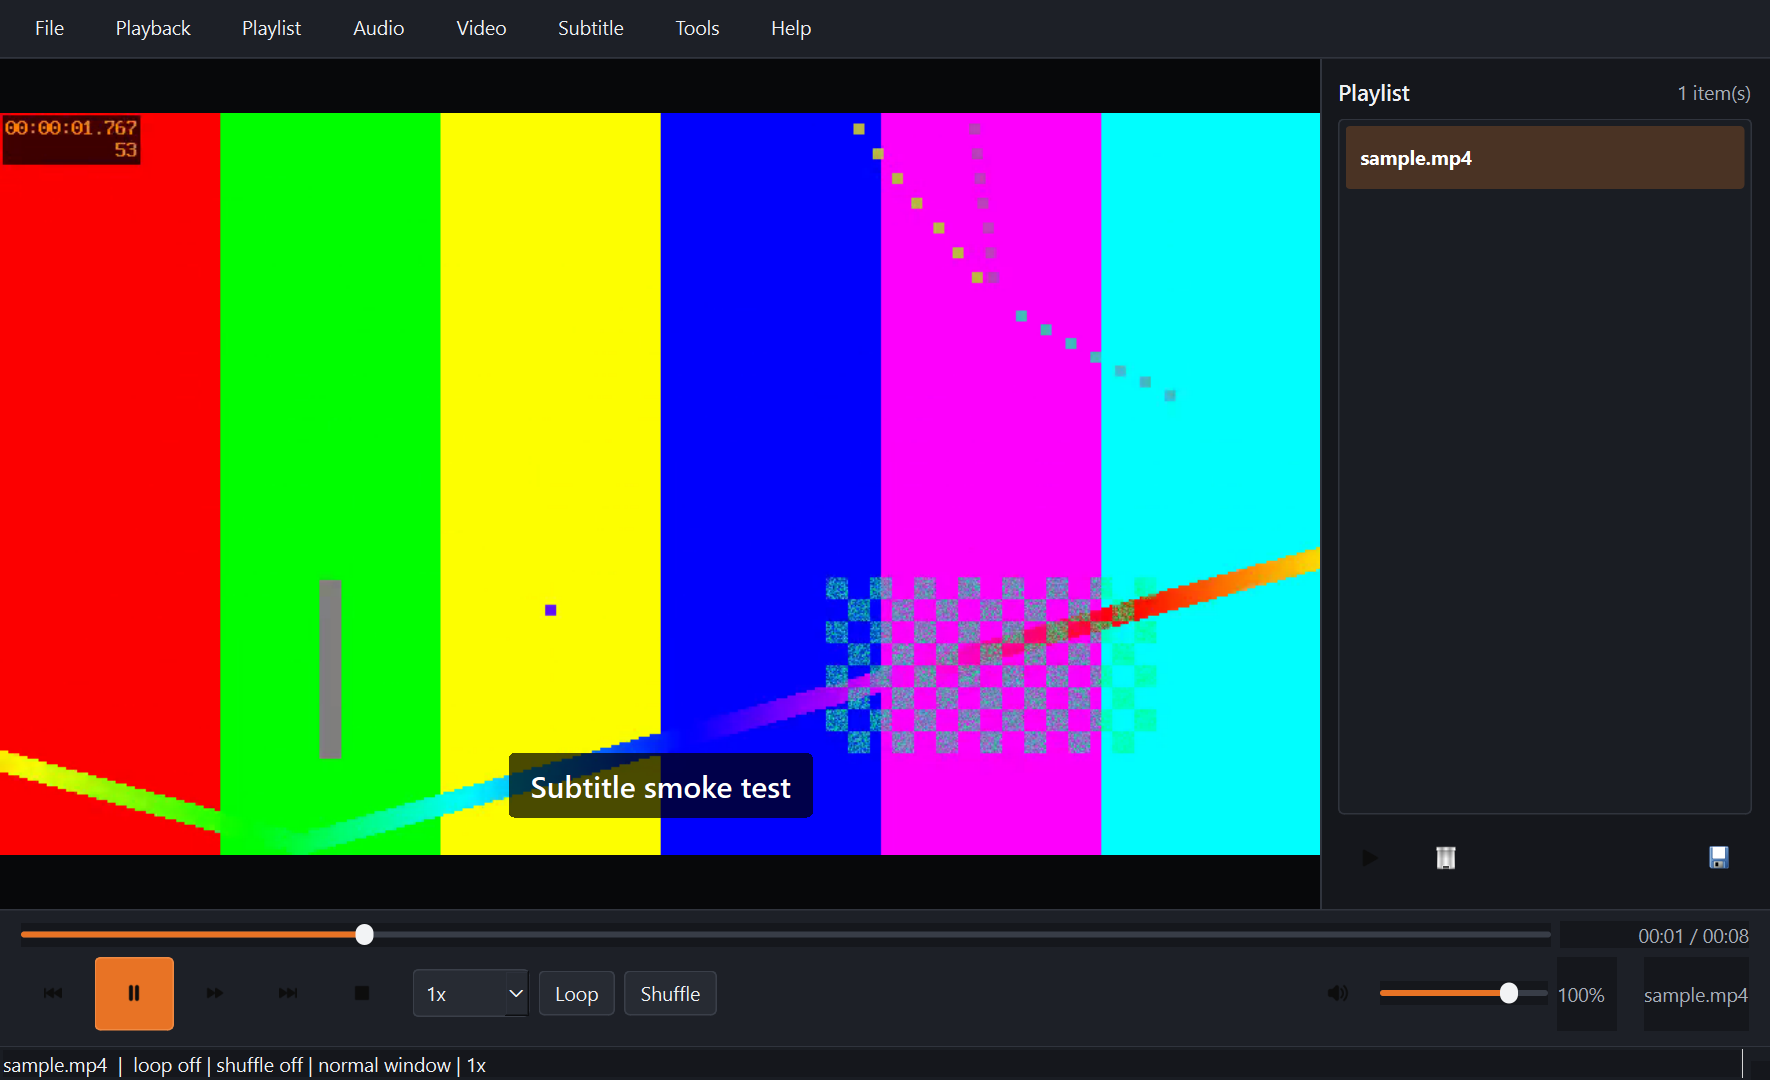 File Playback Playlist Audio Video Subtitle Tools Help
00:00:01.767
53
Subtitle smoke test
Playlist 1 item(s)
sample.mp4
00:01 / 00:08
1x Loop Shuffle 100% sample.mp4
sample.mp4 | loop off | shuffle off | normal window | 1x